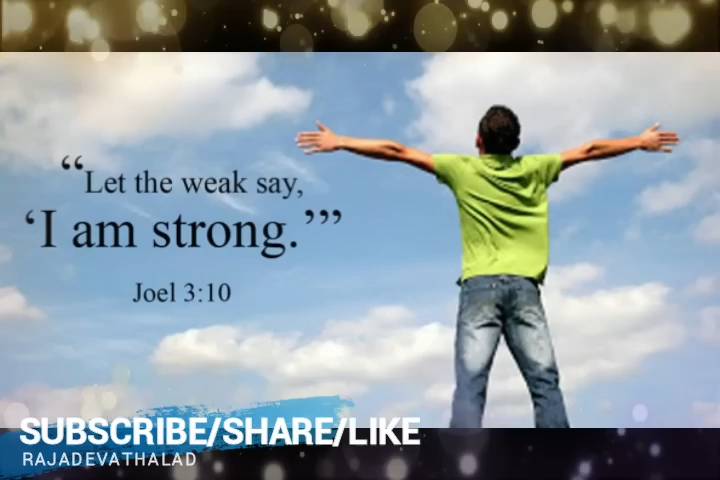 “Let the weak say,
‘I am strong.’”
Joel 3:10
SUBSCRIBE/SHARE/LIKE
RAJADEVATHALAD